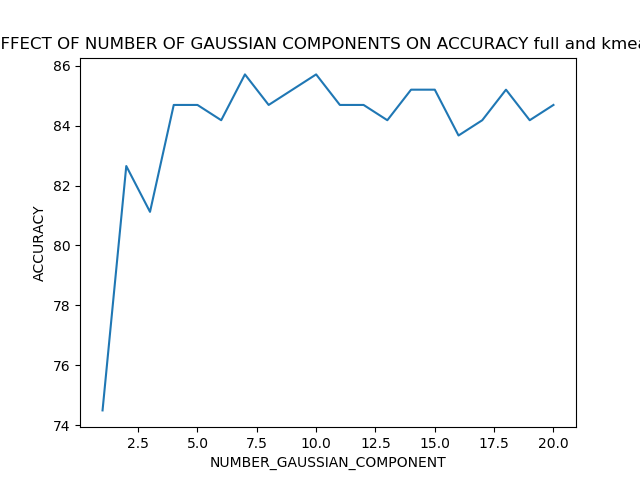 FFECT OF NUMBER OF GAUSSIAN COMPONENTS ON ACCURACY full and kmea
86
84
82
80
78
76
74
ACCURACY
2.5 5.0 7.5 10.0 12.5 15.0 17.5 20.0
NUMBER_GAUSSIAN_COMPONENT